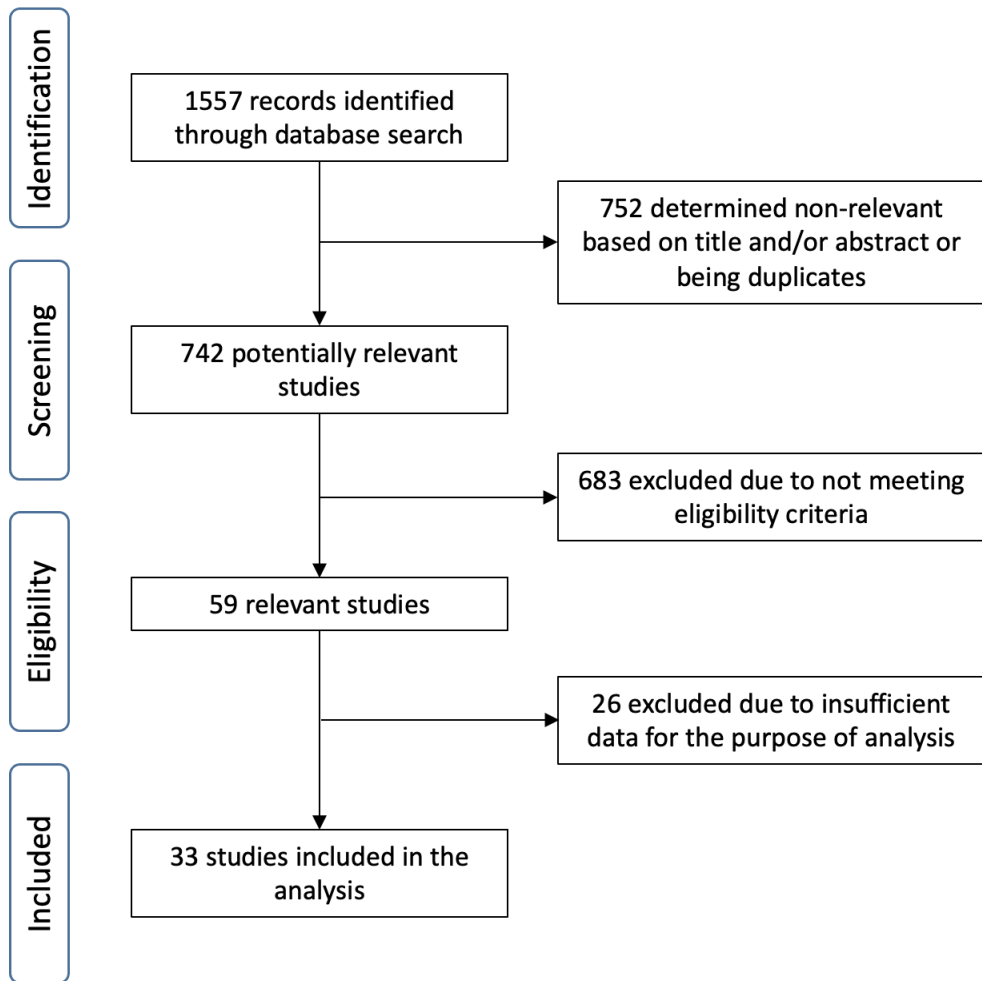 Identification
1557 records identified
through database search
752 determined non-relevant
based on title and/or abstract or
being duplicates
Screening
742 potentially relevant
studies
683 excluded due to not meeting
eligibility criteria
Eligibility
59 relevant studies
26 excluded due to insufficient
data for the purpose of analysis
Included
33 studies included in the
analysis